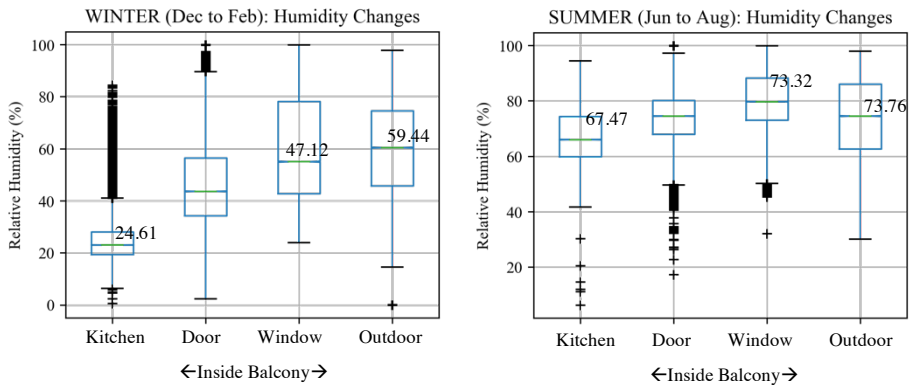 WINTER (Dec to Feb): Humidity Changes
Relative Humidity (%)
100
80
60
40
20
0
24.61
47.12
59.44
Kitchen Door Window Outdoor
←Inside Balcony→
SUMMER (Jun to Aug): Humidity Changes
Relative Humidity (%)
100
80
60
40
20
67.47
73.32
73.76
Kitchen Door Window Outdoor
←Inside Balcony→